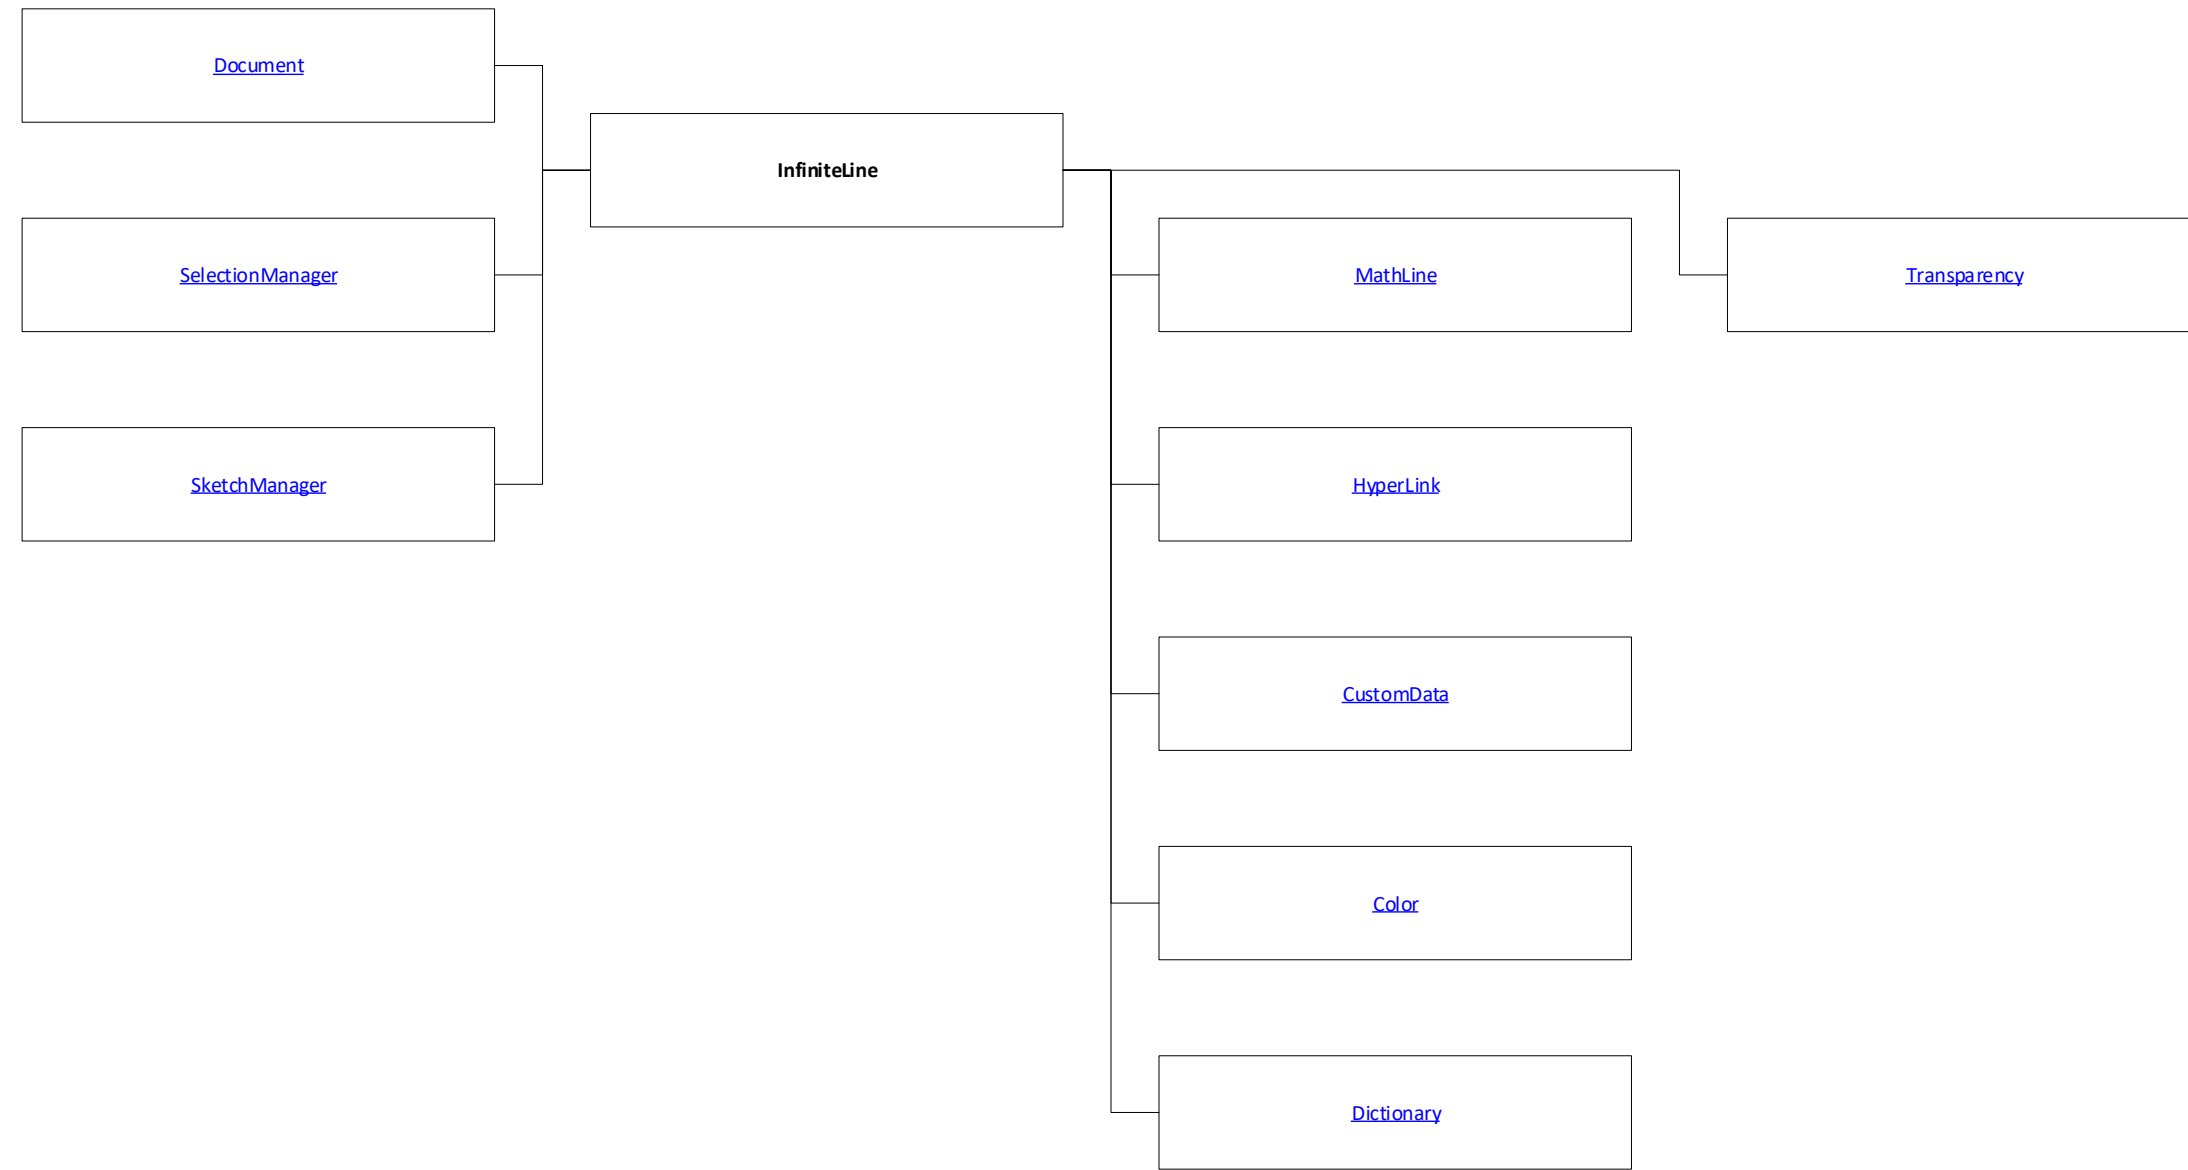 Document
InfiniteLine
SelectionManager
MathLine
Transparency
SketchManager
HyperLink
CustomData
Color
Dictionary